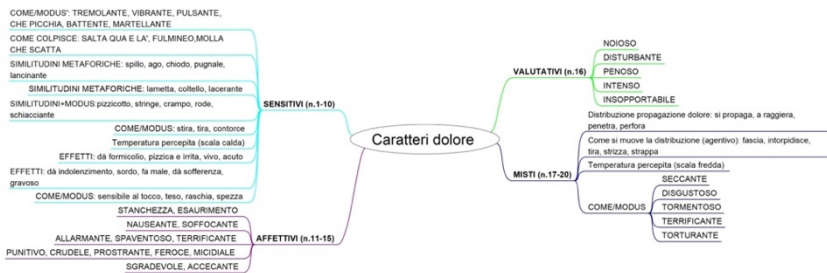 COME/MODUS': TREMOLANTE, VIBRANTE, PULSANTE,
CHE PICCHIA, BATTENTE, MARTELLANTE
COME COLPISCE: SALTA QUA E LA', FULMINEO,MOLLA
CHE SCATTA
SIMILITUDINI METAFORICHE: spillo, ago, chiodo, pugnale,
lancinante
SIMILITUDINI METAFORICHE: lametta, coltello, lacerante
SIMILITUDINI+MODUS:pizzicotto, stringe, crampo, rode,
schiacciante
COME/MODUS: stira, tira, contorce
Temperatura percepita (scala calda)
EFFETTI: dà formicolio, pizzica e irrita, vivo, acuto
EFFETTI: dà indolenzimento, sordo, fa male, dà sofferenza,
gravoso
COME/MODUS: sensibile al tocco, teso, raschia, spezza
SENSITIVI (n.1-10)
STANCHEZZA, ESAURIMENTO
NAUSEANTE, SOFFOCANTE
ALLARMANTE, SPAVENTOSO, TERRIFICANTE
PUNITIVO, CRUDELE, PROSTRANTE, FEROCE, MICIDIALE
SGRADEVOLE, ACCECANTE
AFFETTIVI (n.11-15)
Caratteri dolore
VALUTATIVI (n.16)
NOIOSO
DISTURBANTE
PENOSO
INTENSO
INSOPPORTABILE
MISTI (n.17-20)
Distribuzione propagazione dolore: si propaga, a raggiera,
penetra, perfora
Come si muove la distribuzione (agentivo): fascia, intorpidisce,
tira, strizza, strappa
Temperatura percepita (scala fredda)
COME/MODUS
SECCANTE
DISGUSTOSO
TORMENTOSO
TERRIFICANTE
TORTURANTE